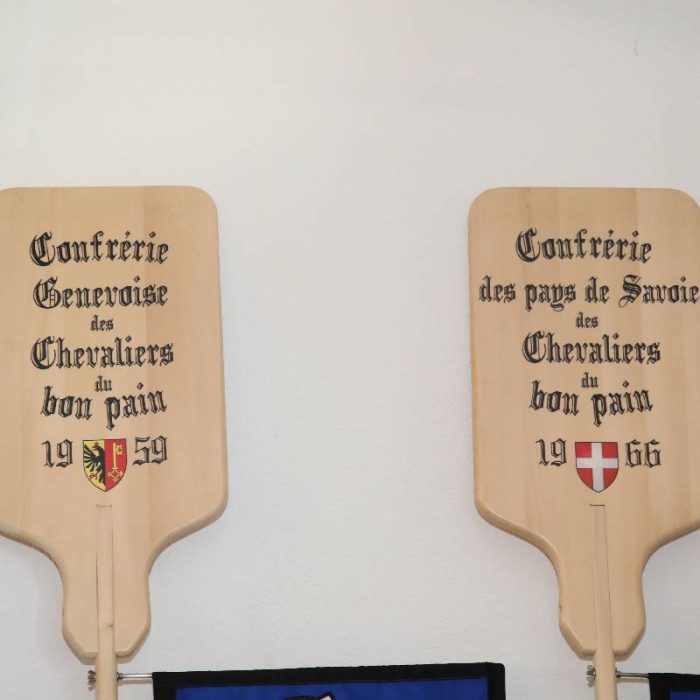 Confrérie
Genevoise
des
Chevaliers
du
bon pain
19 59
Confrérie
des pays de Savoie
des
Chevaliers
du
bon pain
19 66